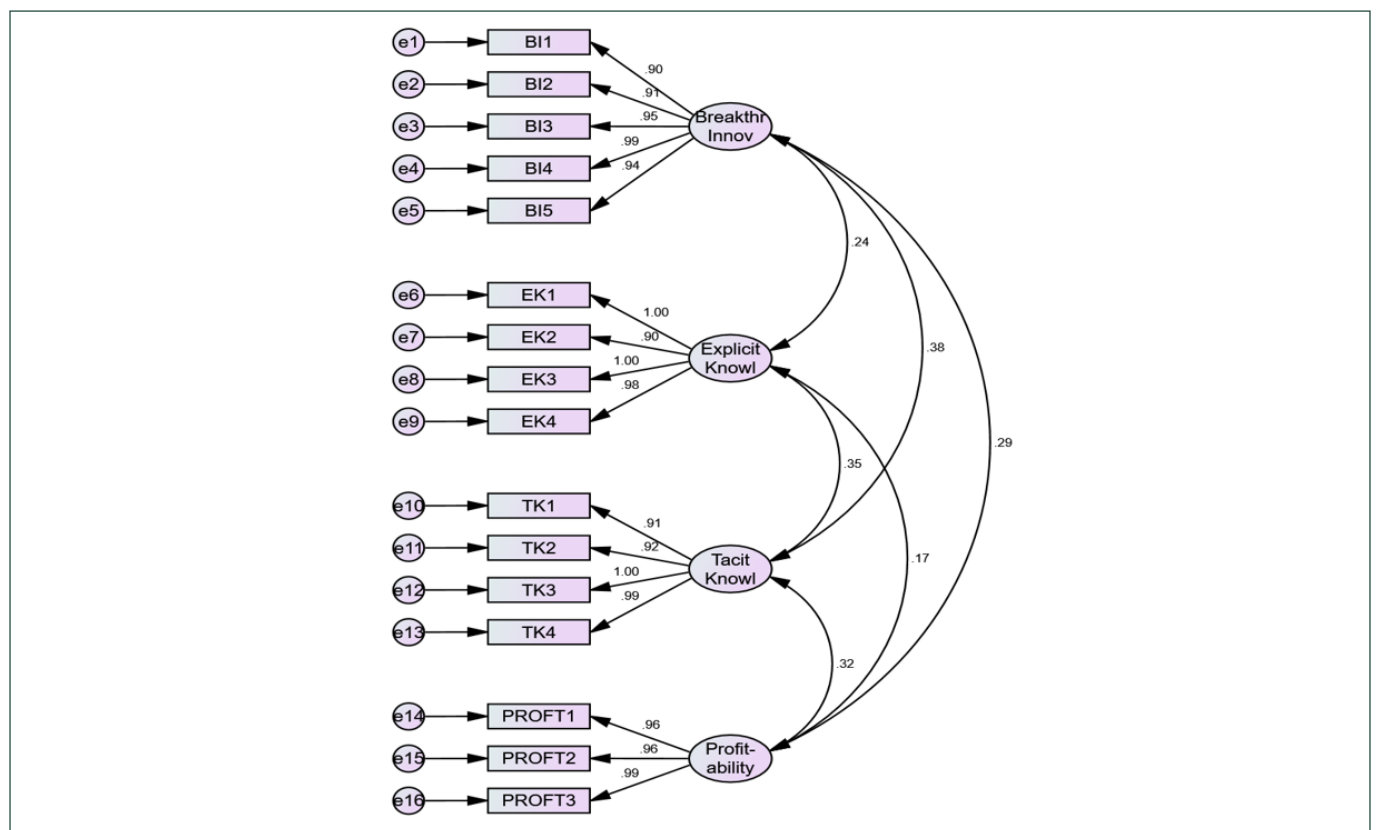 e1 BI1
.90
e2 BI2
.91
e3 BI3
.95
Breakthr
Innov
e4 BI4
.99
e5 BI5
.94
.24
e6 EK1
1.00
e7 EK2
.90
Explicit
Knowl
.38
e8 EK3
1.00
e9 EK4
.98
.29
.35
e10 TK1
.91
e11 TK2
.92
Tacit
Knowl
.17
e12 TK3
1.00
e13 TK4
.99
.32
e14 PROFT1
.96
e15 PROFT2
.96
Profit-
ability
e16 PROFT3
.99